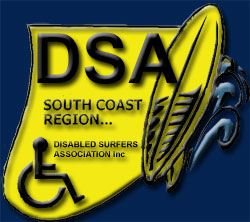 DSA
SOUTH COAST
REGION...
DISABLED SURFERS
ASSOCIATION inc